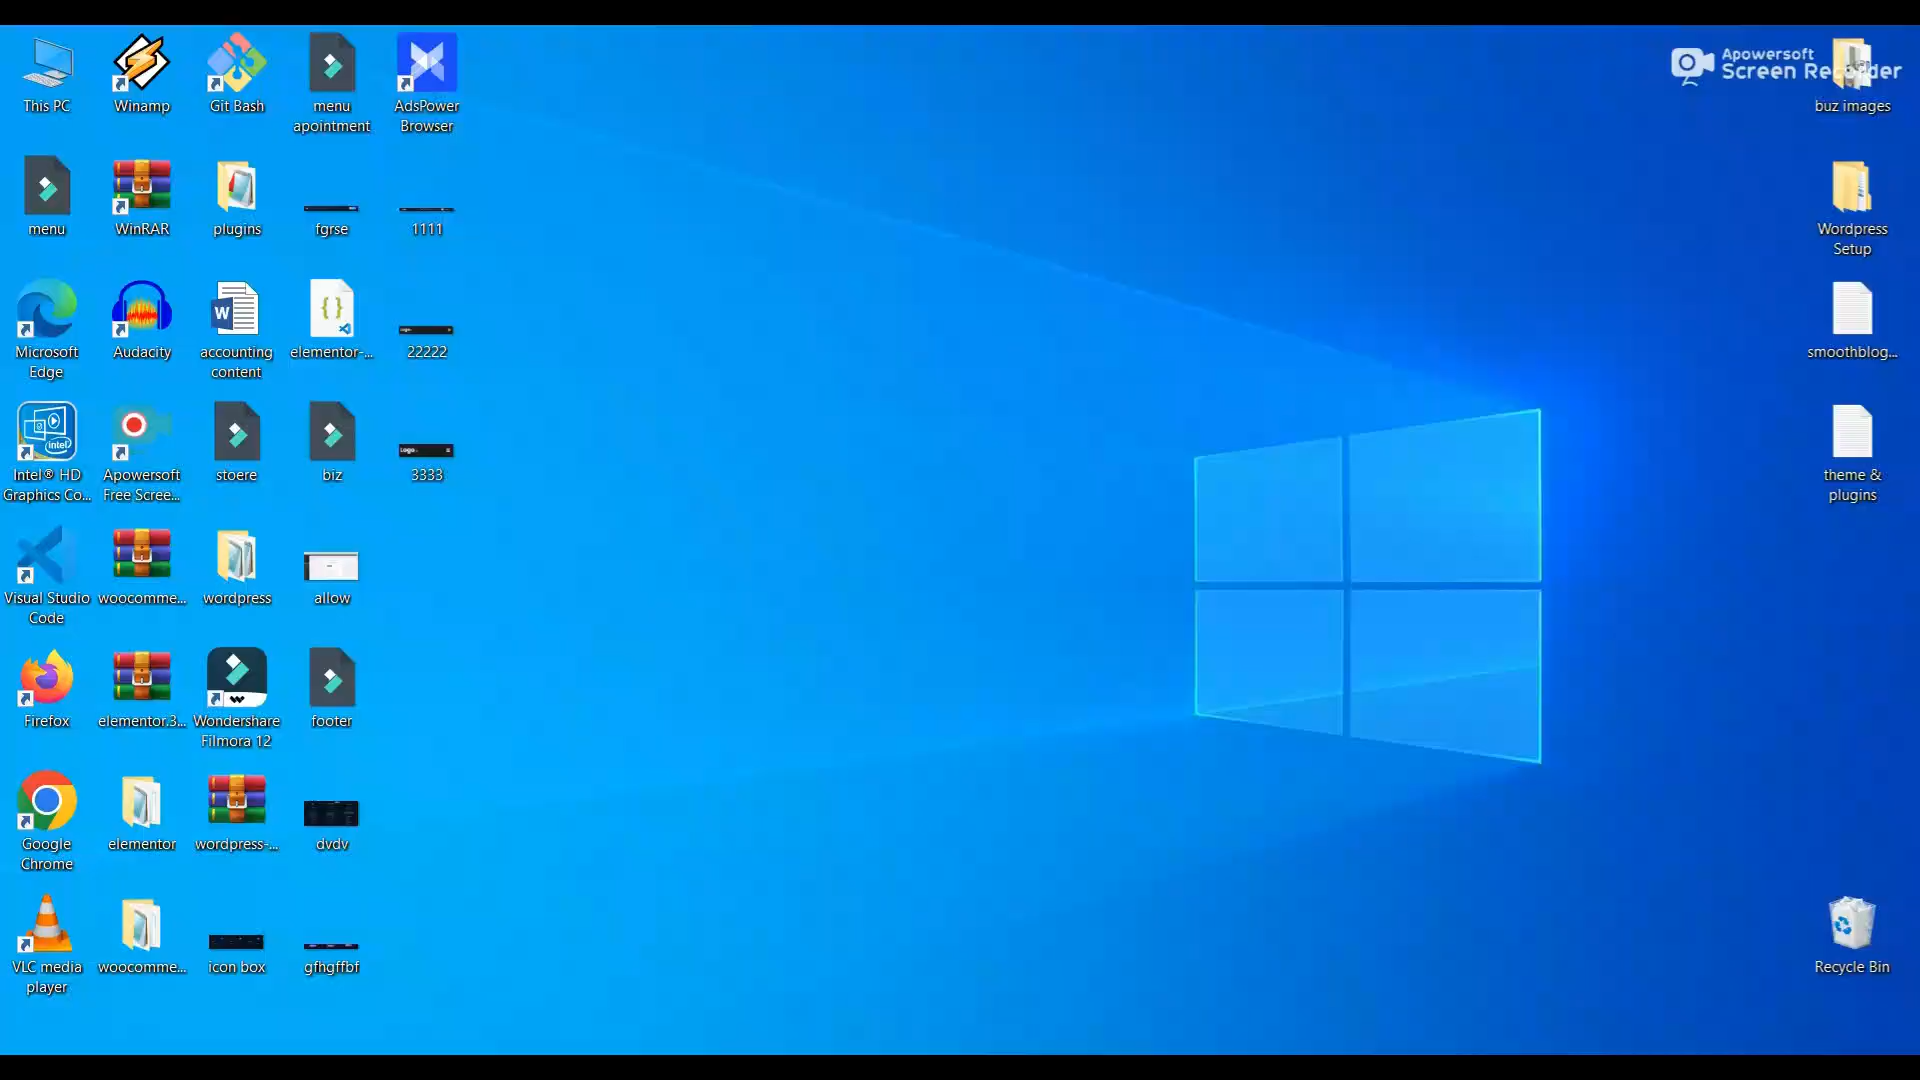 This PC
Winamp
Git Bash
menu
apointment
AdsPower
Browser
Apowersoft
Screen Recorder
buz images
menu
WinRAR
plugins
fgrse
1111
Wordpress
Setup
Microsoft
Edge
Audacity
accounting
content
elementor-...
22222
smoothblog...
Intel® HD
Graphics Co...
Apowersoft
Free Scree...
stoere
biz
3333
theme &
plugins
Visual Studio
Code
woocomme...
wordpress
allow
Firefox
elementor.3...
Wondershare
Filmora 12
footer
Google
Chrome
elementor
wordpress-...
dvdv
VLC media
player
woocomme...
icon box
gfhgffbf
Recycle Bin